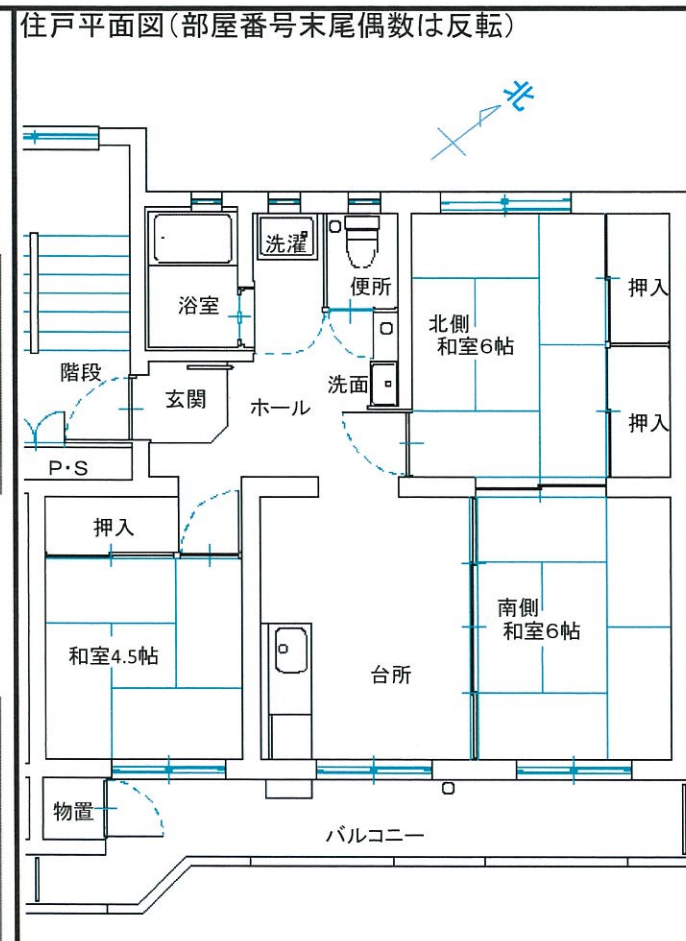 住戸平面図(部屋番号末尾偶数は反転)
北
洗濯
便所
浴室
押入
北側
和室6帖
階段
玄関
洗面
ホール
押入
P・S
押入
南側
和室6帖
和室4.5帖
台所
物置
バルコニー